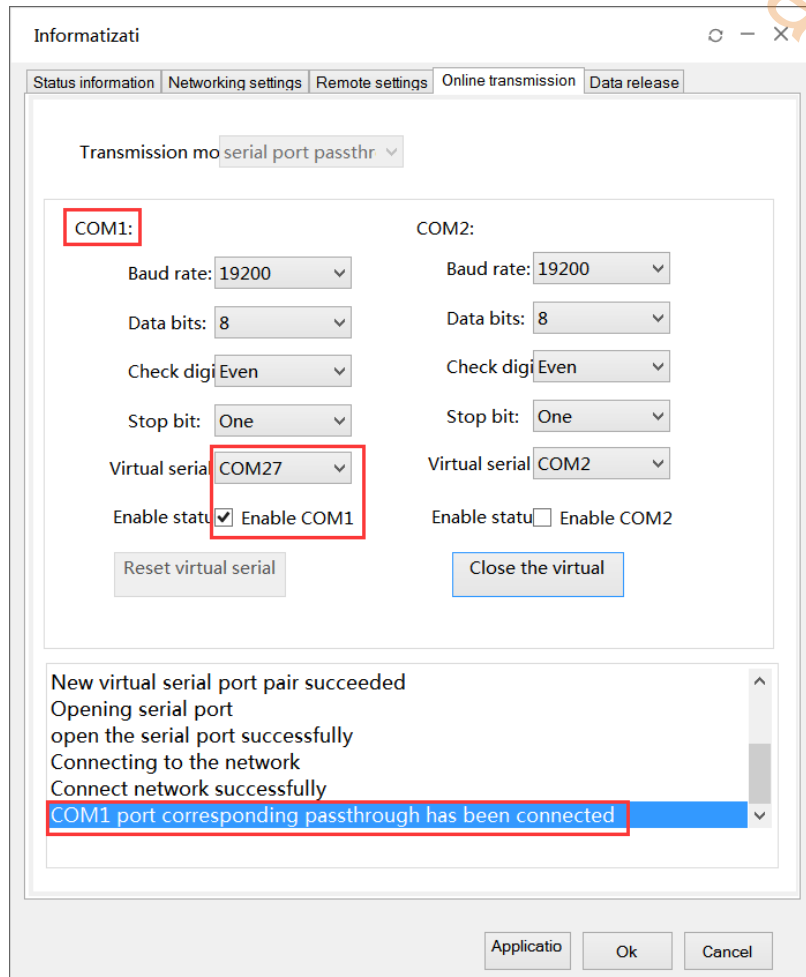 Informatizati
Status information Networking settings Remote settings Online transmission Data release
Transmission mo serial port passthr
COM1:
Baud rate: 19200
Data bits: 8
Check digi Even
Stop bit: One
Virtual serial COM27
Enable statu Enable COM1
Reset virtual serial
COM2:
Baud rate: 19200
Data bits: 8
Check digi Even
Stop bit: One
Virtual serial COM2
Enable statu Enable COM2
Close the virtual
New virtual serial port pair succeeded
Opening serial port
open the serial port successfully
Connecting to the network
Connect network successfully
COM1 port corresponding passthrough has been connected
Applicatio Ok Cancel